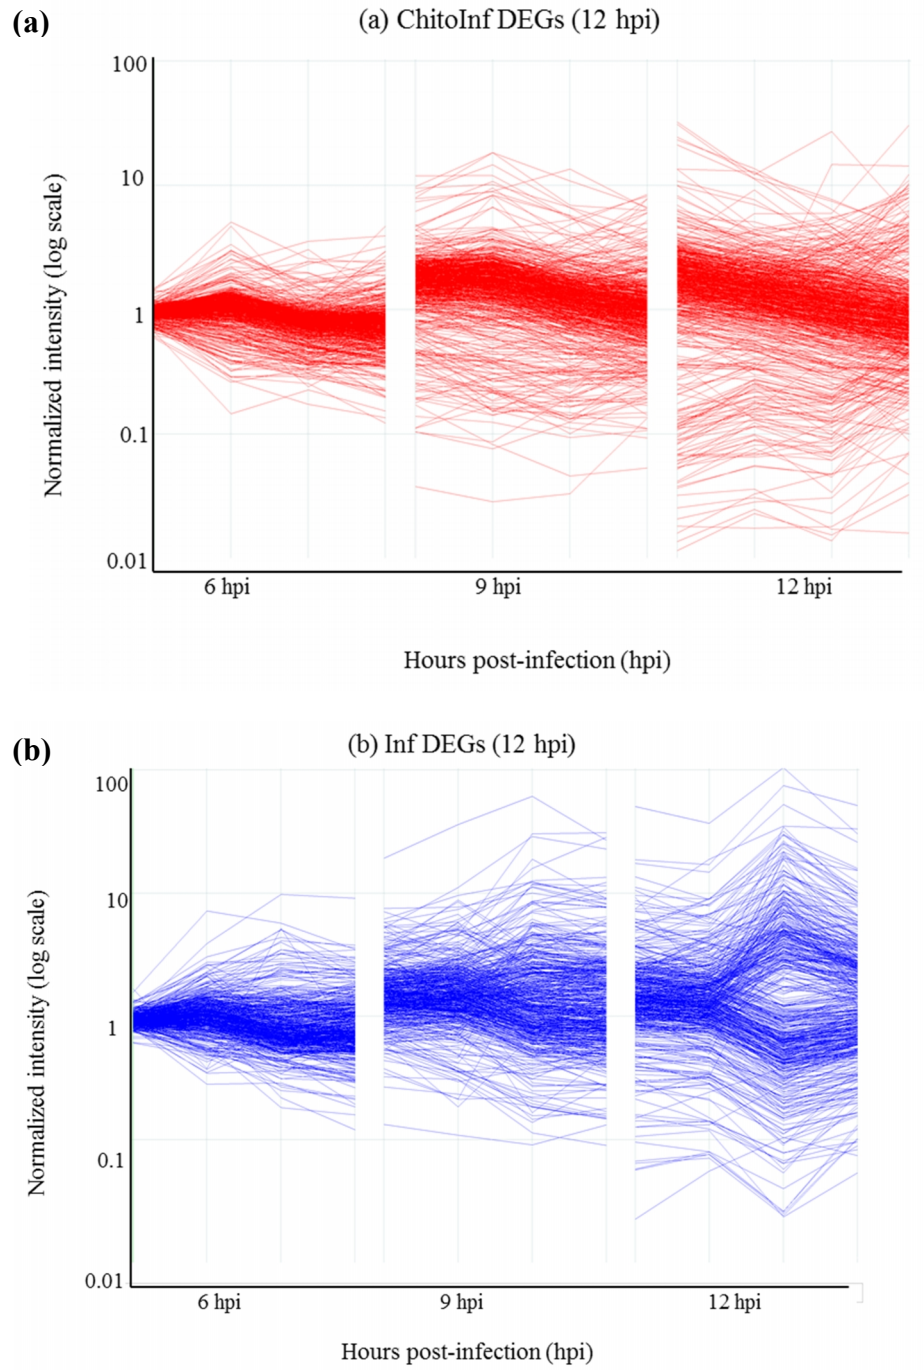 (a)
(a) ChitoInf DEGs (12 hpi)
100
10
1
0.1
0.01
Normalized intensity (log scale)
6 hpi
9 hpi
12 hpi
Hours post-infection (hpi)
(b)
(b) Inf DEGs (12 hpi)
100
10
1
0.1
0.01
Normalized intensity (log scale)
6 hpi
9 hpi
12 hpi
Hours post-infection (hpi)